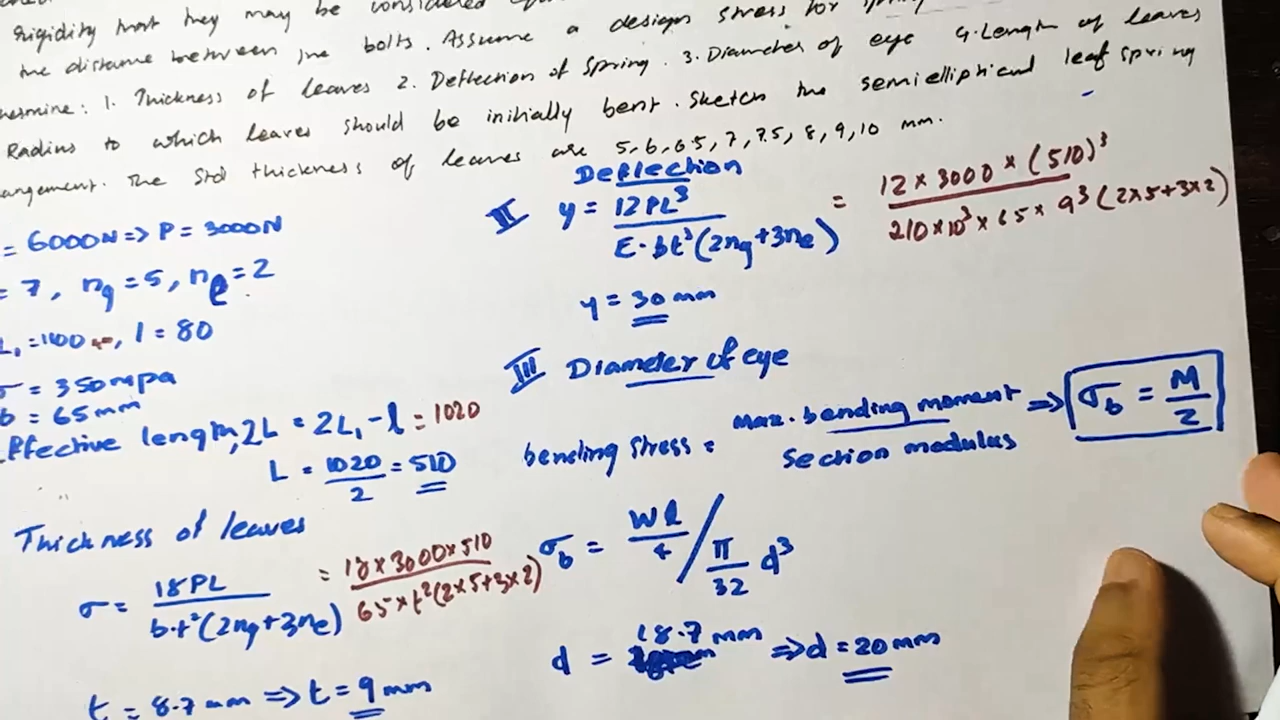 rigidity that they may be considered
the distance between the bolts. Assume a design stress for spring
1. Thickness of leaves 2. Deflection of Spring. 3. Diameter of eye 4. Length of leaves
Radius to which leaves should be initially bent. Sketch the semielliptical leaf spring
The Std thickness of leaves are 5, 6, 6.5, 7, 7.5, 8, 9, 10 mm.
= 6000N => P = 3000N
= 7, ng = 5, ne = 2
L1 = 1100, l = 80
σ = 350 mpa
b = 65 mm
Effective length, 2L = 2L1 - l = 1020
L = 1020/2 = 510
Thickness of leaves
σ = 18PL / b.t²(2ng+3ne) = 18 × 3000 × 510 / 65 × t²(2×5+3×2)
t = 8.7 mm => t = 9 mm
II Deflection
y = 12PL³ / E.bt³(2ng+3ne) = 12 × 3000 × (510)³ / 210×10³ × 65 × 9³ (2×5+3×2)
y = 30 mm
III Diameter of eye
bending stress = Max. bending moment / Section modulus => σb = M/Z
σb = Wl/4 / π/32 d³
d = 18.7 mm => d = 20 mm